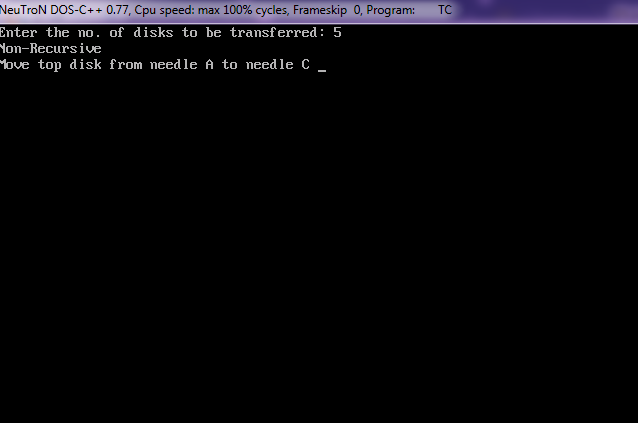 NeuTroN DOS-C++ 0.77, Cpu speed: max 100% cycles, Frameskip 0, Program: TC
Enter the no. of disks to be transferred: 5
Non-Recursive
Move top disk from needle A to needle C _